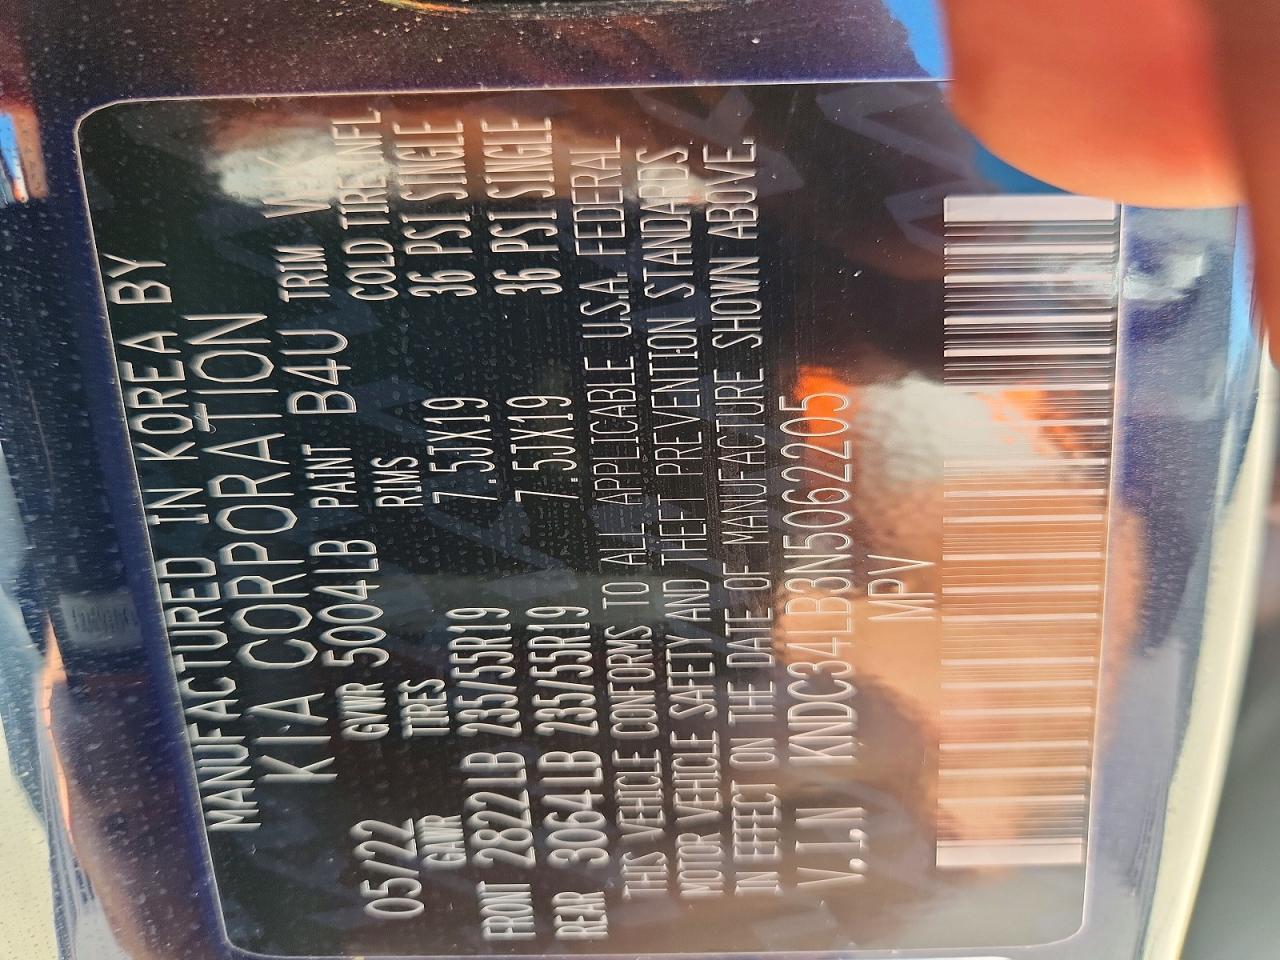 MANUFACTURED IN KOREA BY
KIA CORPORATION
05/22 GVWR 5004LB PAINT B4U TRIM WK
GAWR TIRES RIMS COLD TIRE INFL
FRONT 2822LB 235/55R19 7.5JX19 36 PSI SINGLE
REAR 3064LB 235/55R19 7.5JX19 36 PSI SINGLE
THIS VEHICLE CONFORMS TO ALL APPLICABLE U.S.A. FEDERAL
MOTOR VEHICLE SAFETY AND THEFT PREVENTION STANDARDS
IN EFFECT ON THE DATE OF MANUFACTURE SHOWN ABOVE.
V.I.N KNDC34LB3N5062205
MPV